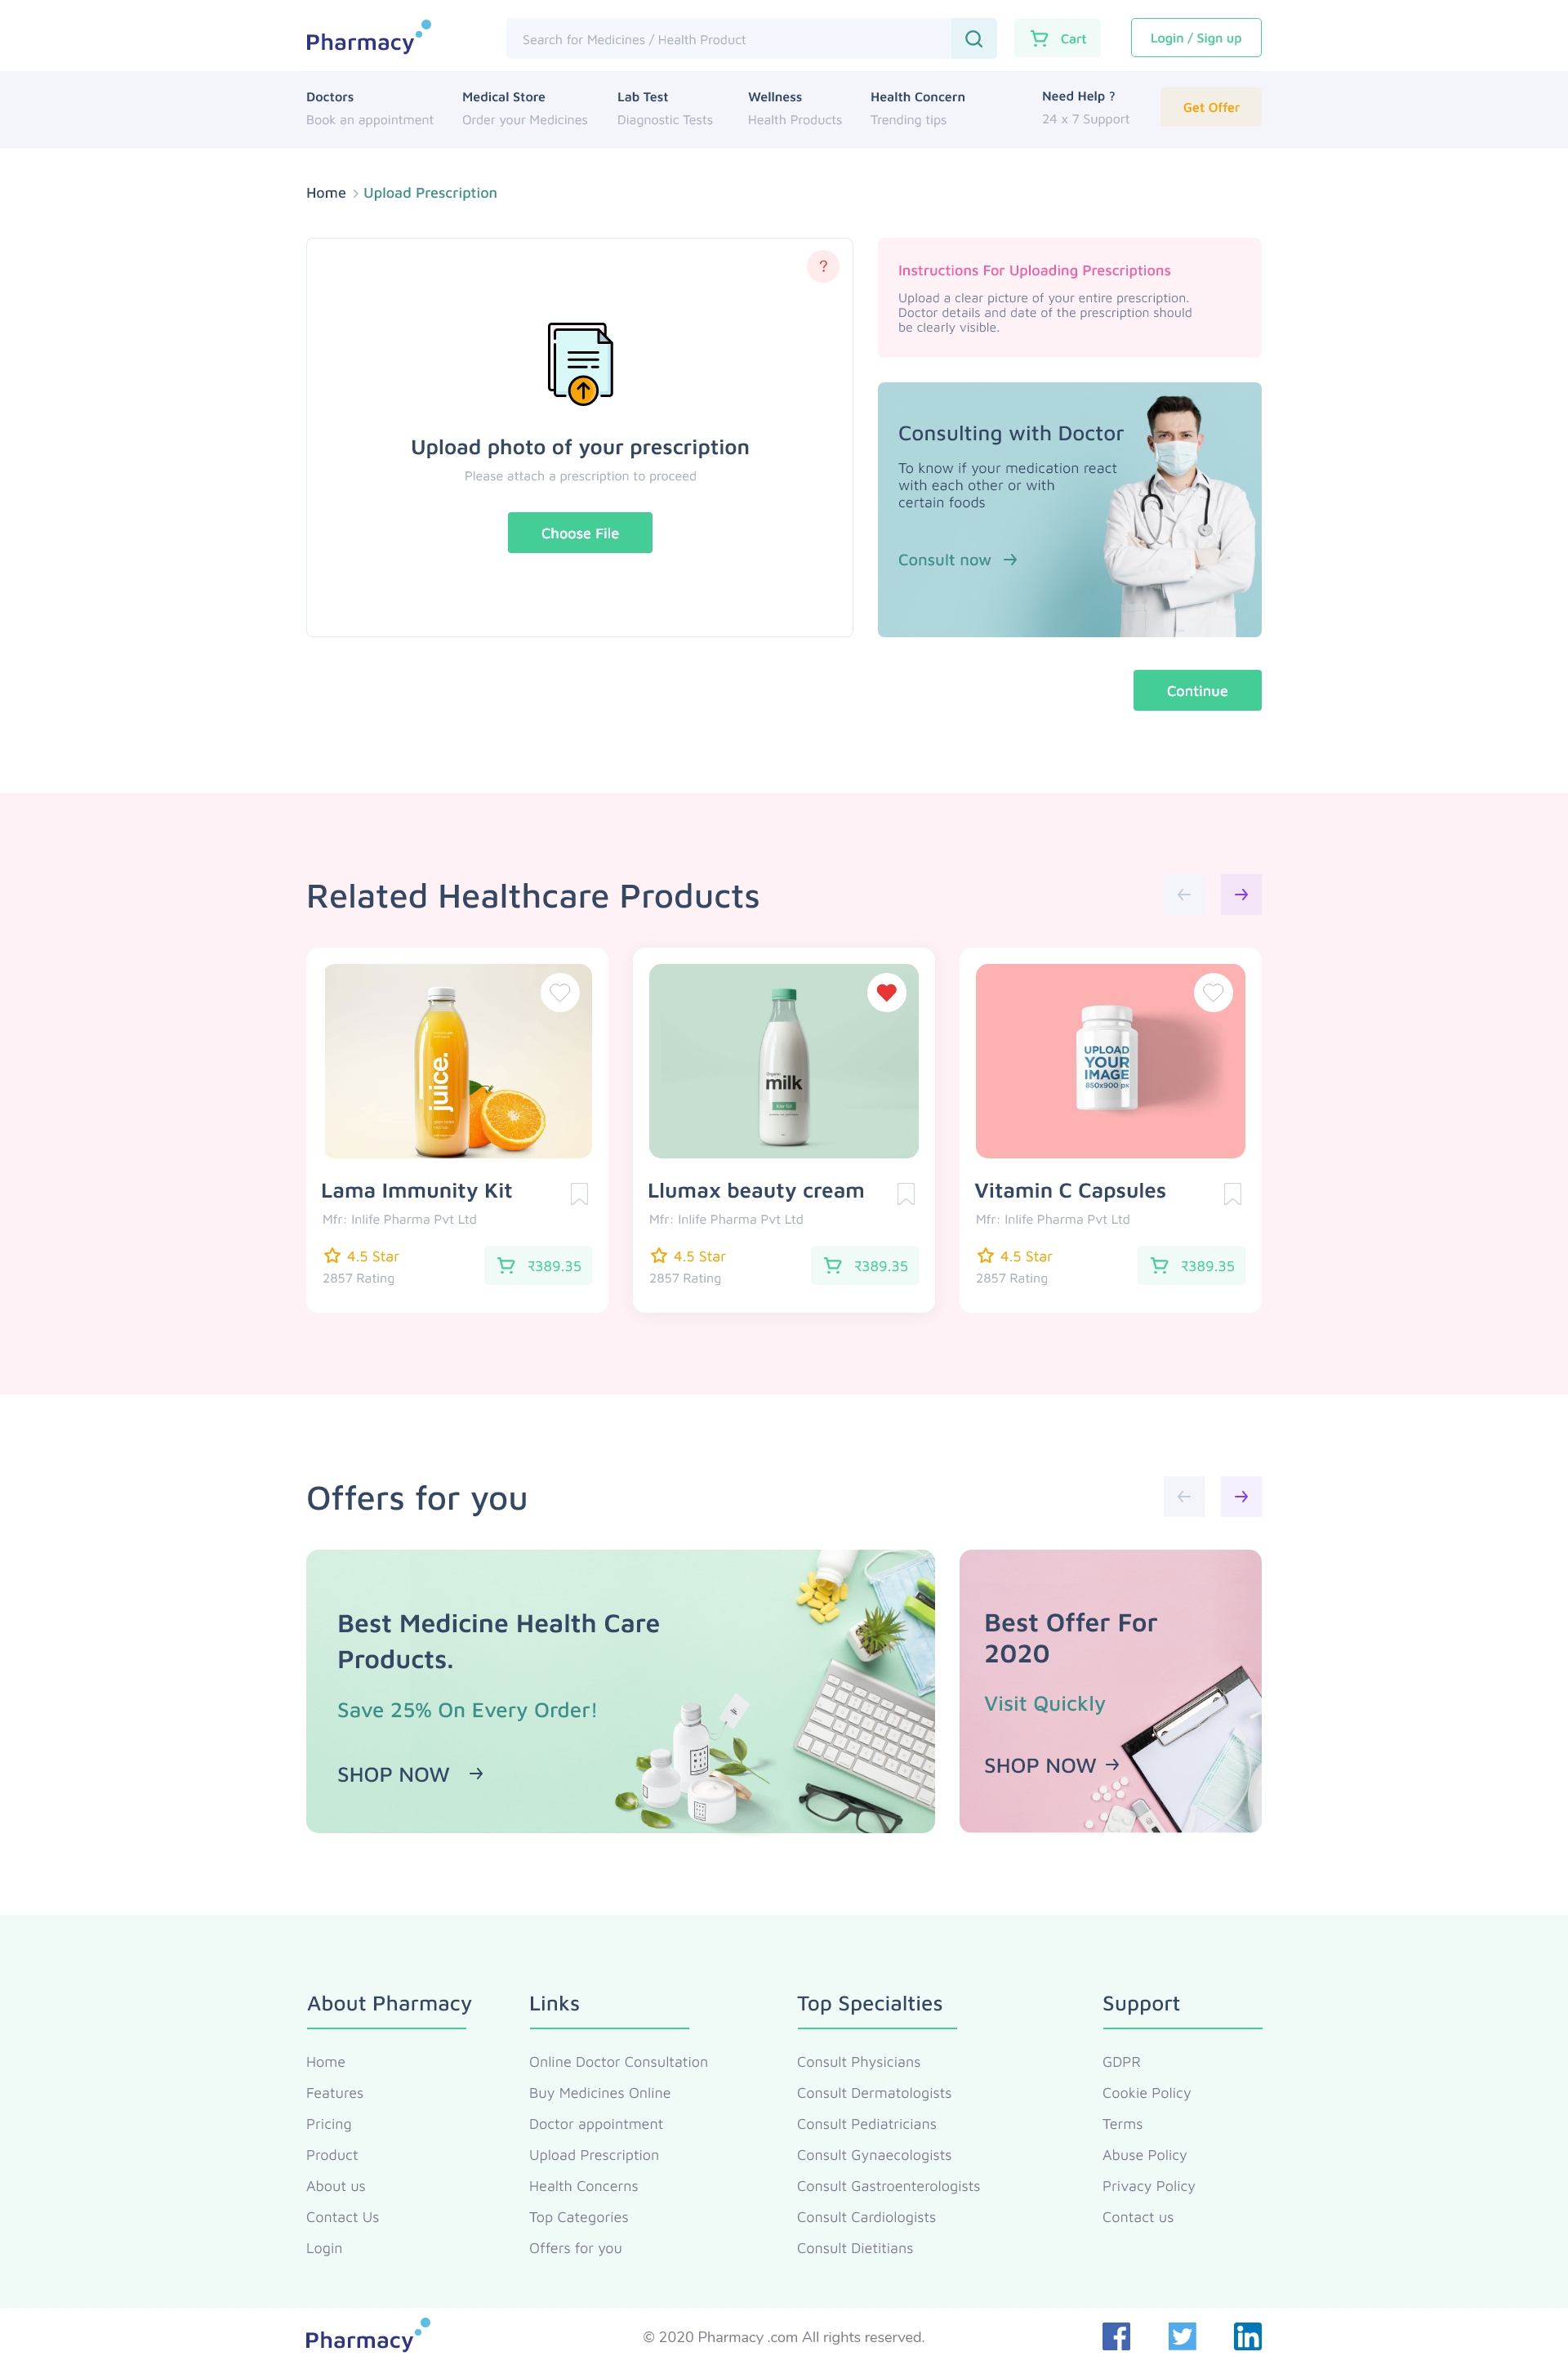 Pharmacy
Search for Medicines / Health Product
Cart
Login / Sign up
Doctors
Book an appointment
Medical Store
Order your Medicines
Lab Test
Diagnostic Tests
Wellness
Health Products
Health Concern
Trending tips
Need Help ?
24 x 7 Support
Get Offer
Home
Upload Prescription
?
Upload photo of your prescription
Please attach a prescription to proceed
Choose File
Instructions For Uploading Prescriptions
Upload a clear picture of your entire prescription.
Doctor details and date of the prescription should
be clearly visible.
Consulting with Doctor
To know if your medication react
with each other or with
certain foods
Consult now
Continue
Related Healthcare Products
juice.
Lama Immunity Kit
Mfr: Inlife Pharma Pvt Ltd
4.5 Star
2857 Rating
₹389.35
Organic
milk
Llumax beauty cream
Mfr: Inlife Pharma Pvt Ltd
4.5 Star
2857 Rating
₹389.35
UPLOAD
YOUR
IMAGE
850x900 px
Vitamin C Capsules
Mfr: Inlife Pharma Pvt Ltd
4.5 Star
2857 Rating
₹389.35
Offers for you
Best Medicine Health Care
Products.
Save 25% On Every Order!
SHOP NOW
Best Offer For
2020
Visit Quickly
SHOP NOW
About Pharmacy
Home
Features
Pricing
Product
About us
Contact Us
Login
Links
Online Doctor Consultation
Buy Medicines Online
Doctor appointment
Upload Prescription
Health Concerns
Top Categories
Offers for you
Top Specialties
Consult Physicians
Consult Dermatologists
Consult Pediatricians
Consult Gynaecologists
Consult Gastroenterologists
Consult Cardiologists
Consult Dietitians
Support
GDPR
Cookie Policy
Terms
Abuse Policy
Privacy Policy
Contact us
Pharmacy
© 2020 Pharmacy .com All rights reserved.